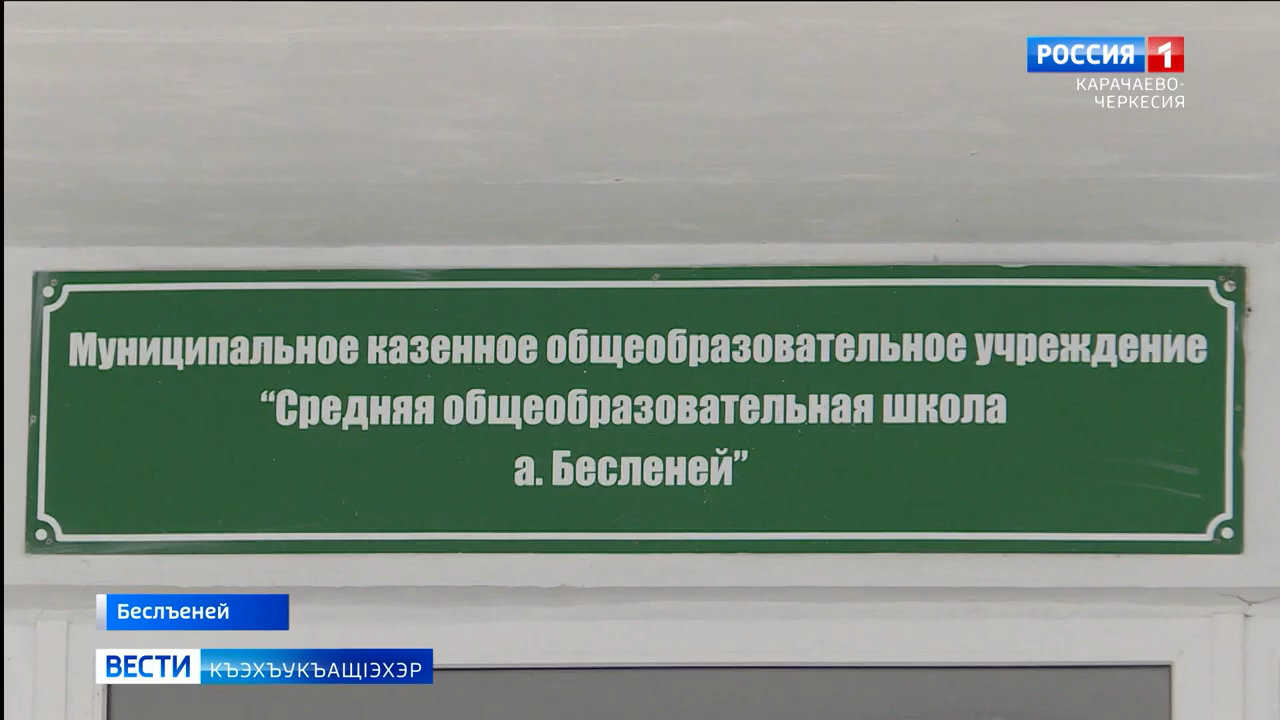 РОССИЯ 1
КАРАЧАЕВО-
ЧЕРКЕСИЯ
Муниципальное казенное общеобразовательное учреждение
“Средняя общеобразовательная школа
а. Бесленей”
Беслъеней
ВЕСТИ КЪЭХЪУКЪАЩІЭХЭР